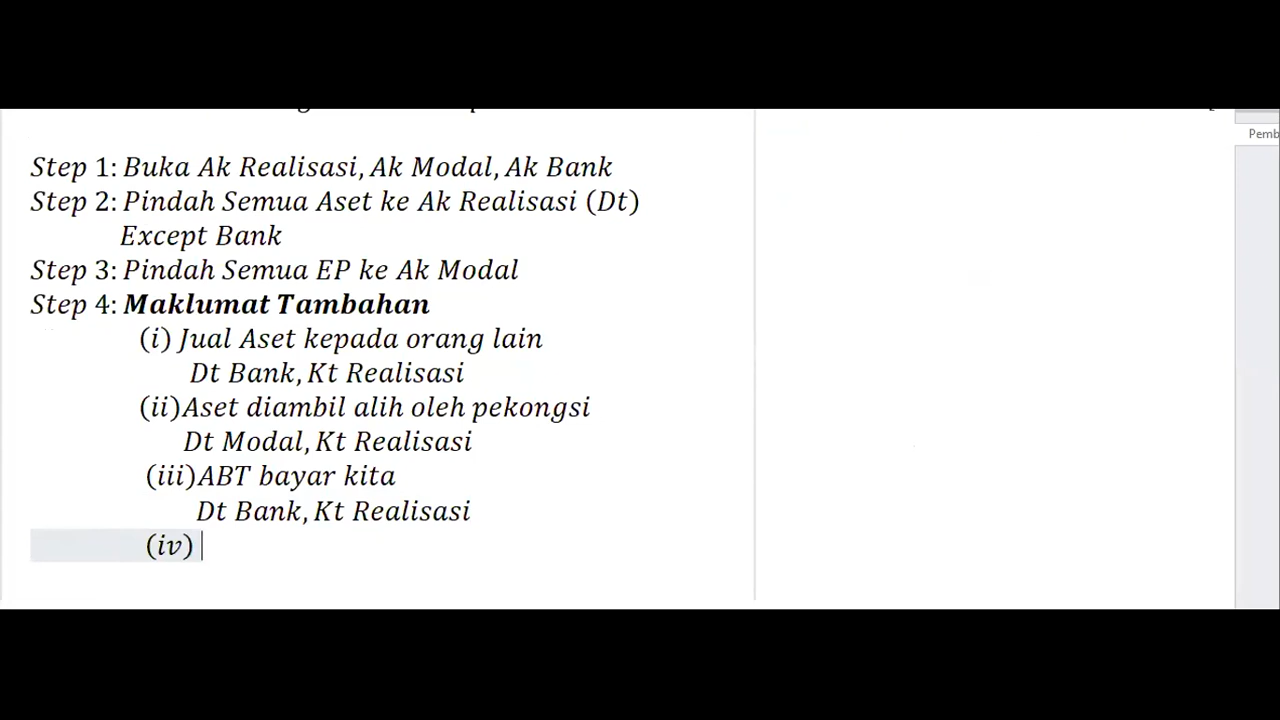 Pemb
Step 1: Buka Ak Realisasi, Ak Modal, Ak Bank
Step 2: Pindah Semua Aset ke Ak Realisasi (Dt)
Except Bank
Step 3: Pindah Semua EP ke Ak Modal
Step 4: Maklumat Tambahan
(i) Jual Aset kepada orang lain
Dt Bank, Kt Realisasi
(ii)Aset diambil alih oleh pekongsi
Dt Modal, Kt Realisasi
(iii)ABT bayar kita
Dt Bank, Kt Realisasi
(iv)